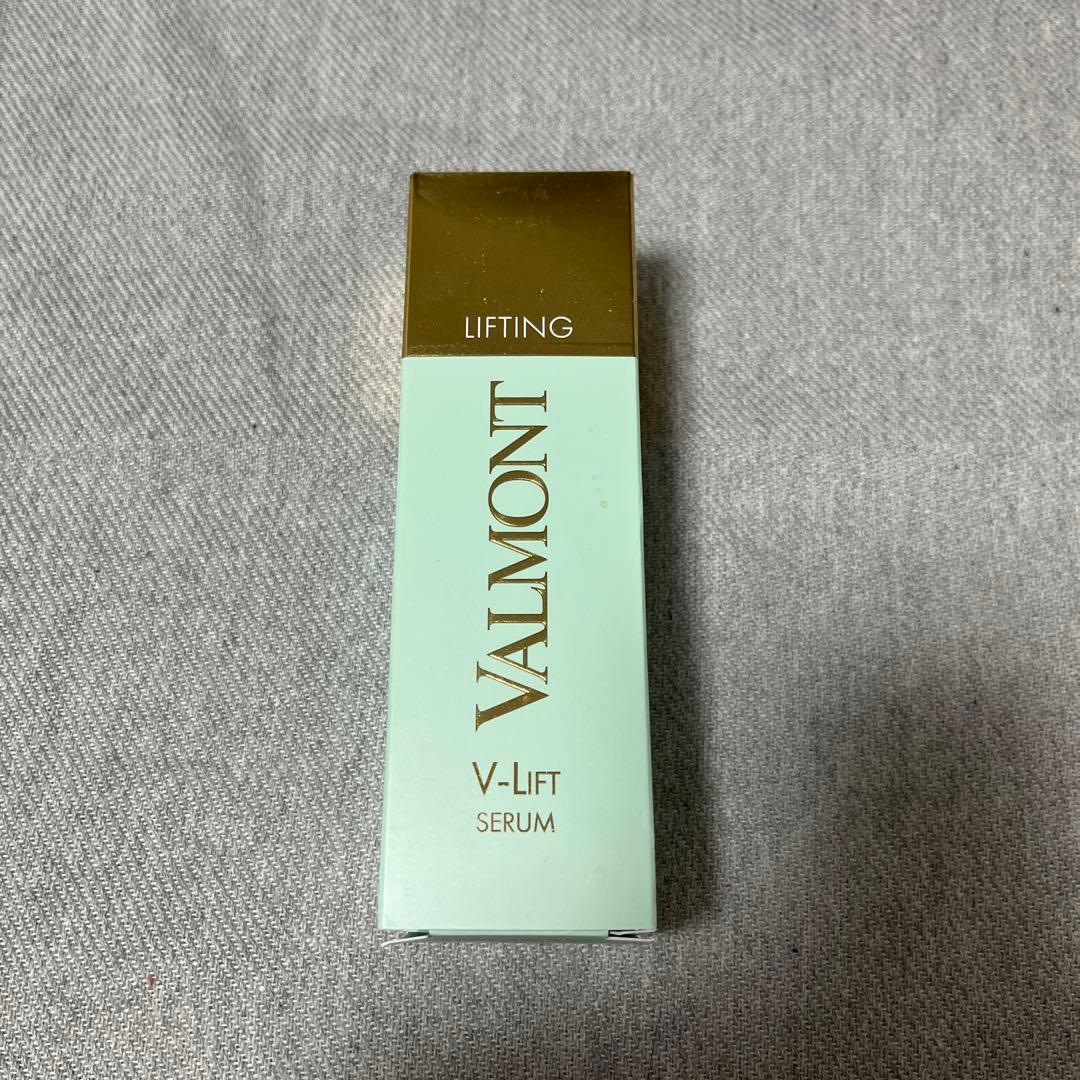 LIFTING
VALMONT
V-LIFT
SERUM